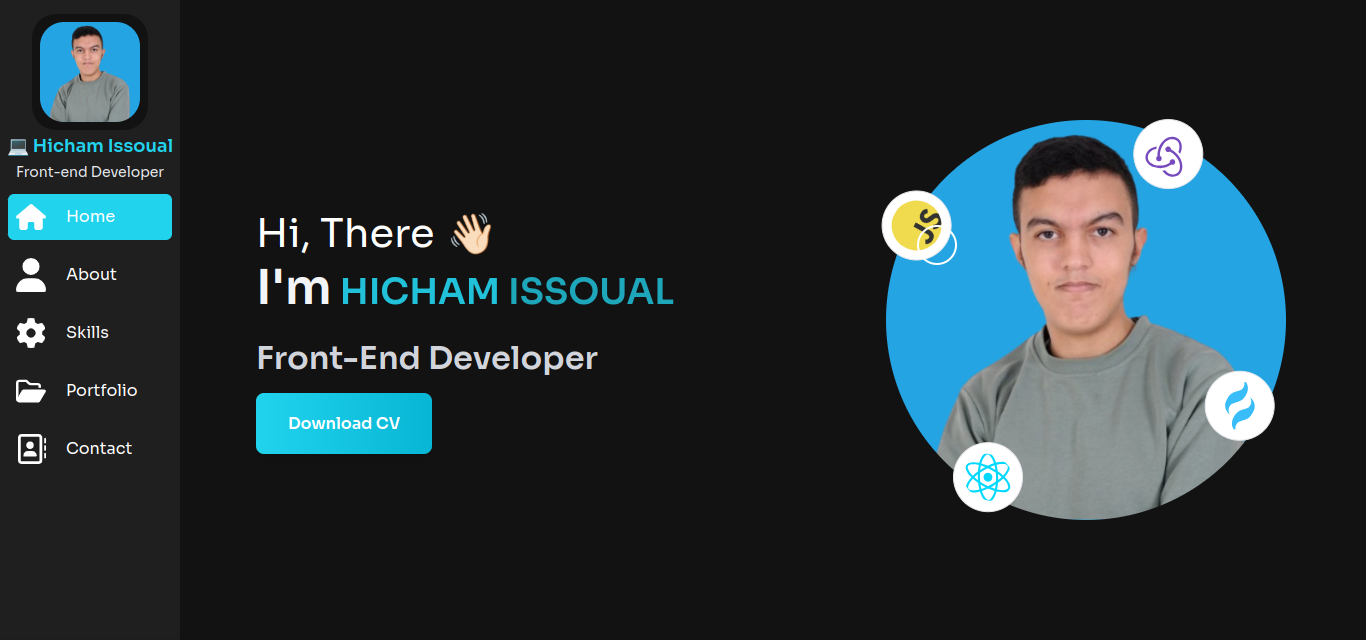 💻 Hicham Issoual
Front-end Developer
Home
About
Skills
Portfolio
Contact
Hi, There 👋🏻
I'm HICHAM ISSOUAL
Front-End Developer
Download CV
JS